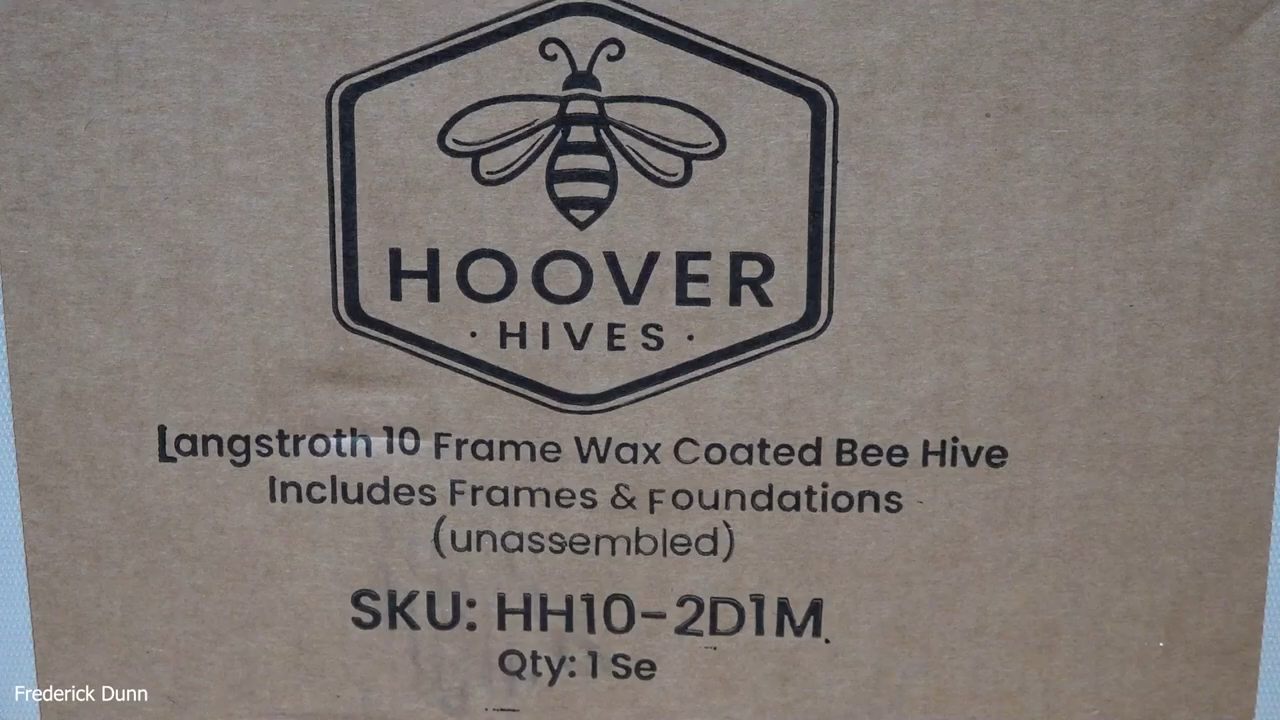 HOOVER
· HIVES ·
Langstroth 10 Frame Wax Coated Bee Hive
Includes Frames & Foundations
(unassembled)
SKU: HH10-2D1M
Qty: 1 Se
Frederick Dunn